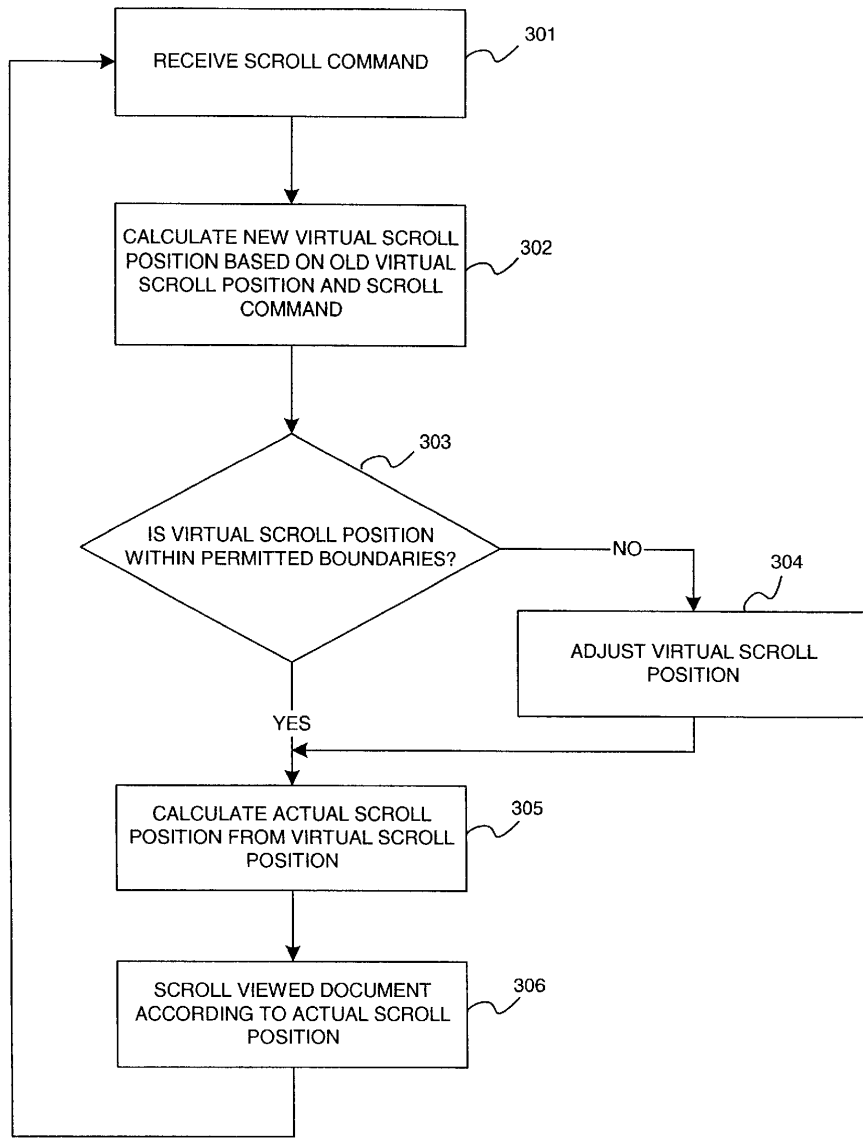 301
RECEIVE SCROLL COMMAND
CALCULATE NEW VIRTUAL SCROLL
POSITION BASED ON OLD VIRTUAL
SCROLL POSITION AND SCROLL
COMMAND
302
303
IS VIRTUAL SCROLL POSITION
WITHIN PERMITTED BOUNDARIES?
NO
304
ADJUST VIRTUAL SCROLL
POSITION
YES
CALCULATE ACTUAL SCROLL
POSITION FROM VIRTUAL SCROLL
POSITION
305
SCROLL VIEWED DOCUMENT
ACCORDING TO ACTUAL SCROLL
POSITION
306